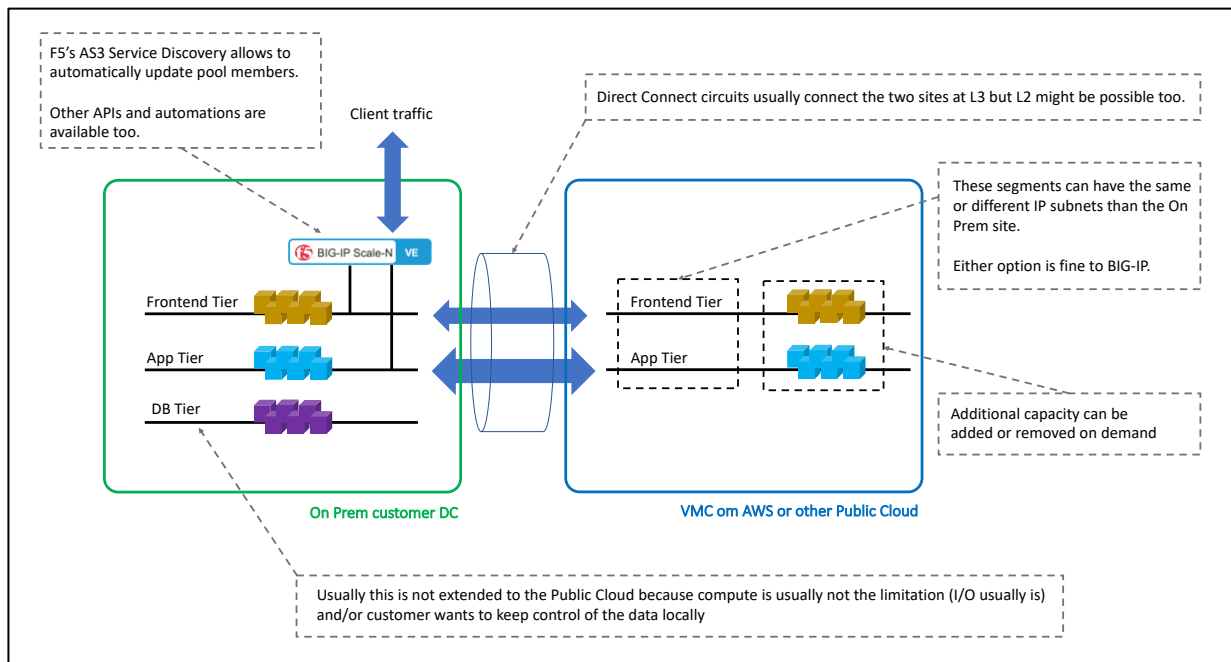 F5's AS3 Service Discovery allows to
automatically update pool members.
Other APIs and automations are
available too.
Client traffic
Direct Connect circuits usually connect the two sites at L3 but L2 might be possible too.
These segments can have the same
or different IP subnets than the On
Prem site.
Either option is fine to BIG-IP.
f5 BIG-IP Scale-N VE
Frontend Tier
App Tier
DB Tier
Frontend Tier
App Tier
Additional capacity can be
added or removed on demand
On Prem customer DC
VMC om AWS or other Public Cloud
Usually this is not extended to the Public Cloud because compute is usually not the limitation (I/O usually is)
and/or customer wants to keep control of the data locally